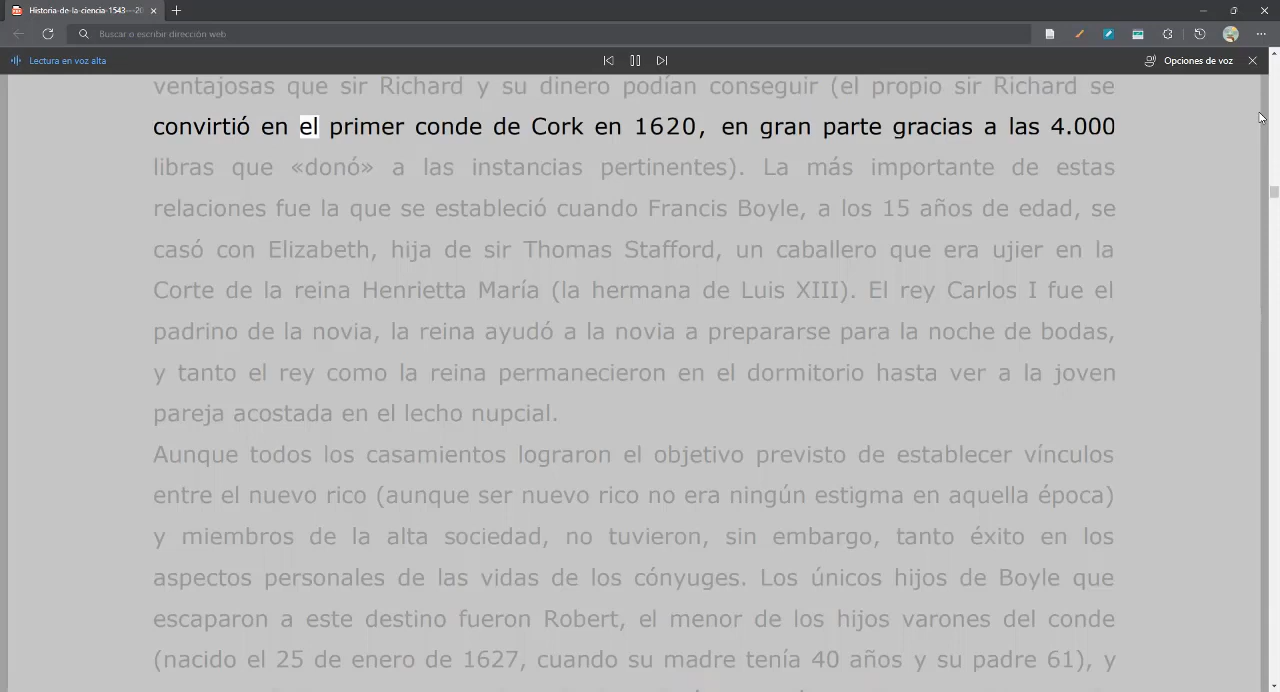 Historia-de-la-ciencia-1543---20
Buscar o escribir dirección web
Lectura en voz alta
Opciones de voz
ventajosas que sir Richard y su dinero podían conseguir (el propio sir Richard se
convirtió en el primer conde de Cork en 1620, en gran parte gracias a las 4.000
libras que «donó» a las instancias pertinentes). La más importante de estas
relaciones fue la que se estableció cuando Francis Boyle, a los 15 años de edad, se
casó con Elizabeth, hija de sir Thomas Stafford, un caballero que era ujier en la
Corte de la reina Henrietta María (la hermana de Luis XIII). El rey Carlos I fue el
padrino de la novia, la reina ayudó a la novia a prepararse para la noche de bodas,
y tanto el rey como la reina permanecieron en el dormitorio hasta ver a la joven
pareja acostada en el lecho nupcial.
Aunque todos los casamientos lograron el objetivo previsto de establecer vínculos
entre el nuevo rico (aunque ser nuevo rico no era ningún estigma en aquella época)
y miembros de la alta sociedad, no tuvieron, sin embargo, tanto éxito en los
aspectos personales de las vidas de los cónyuges. Los únicos hijos de Boyle que
escaparon a este destino fueron Robert, el menor de los hijos varones del conde
(nacido el 25 de enero de 1627, cuando su madre tenía 40 años y su padre 61), y